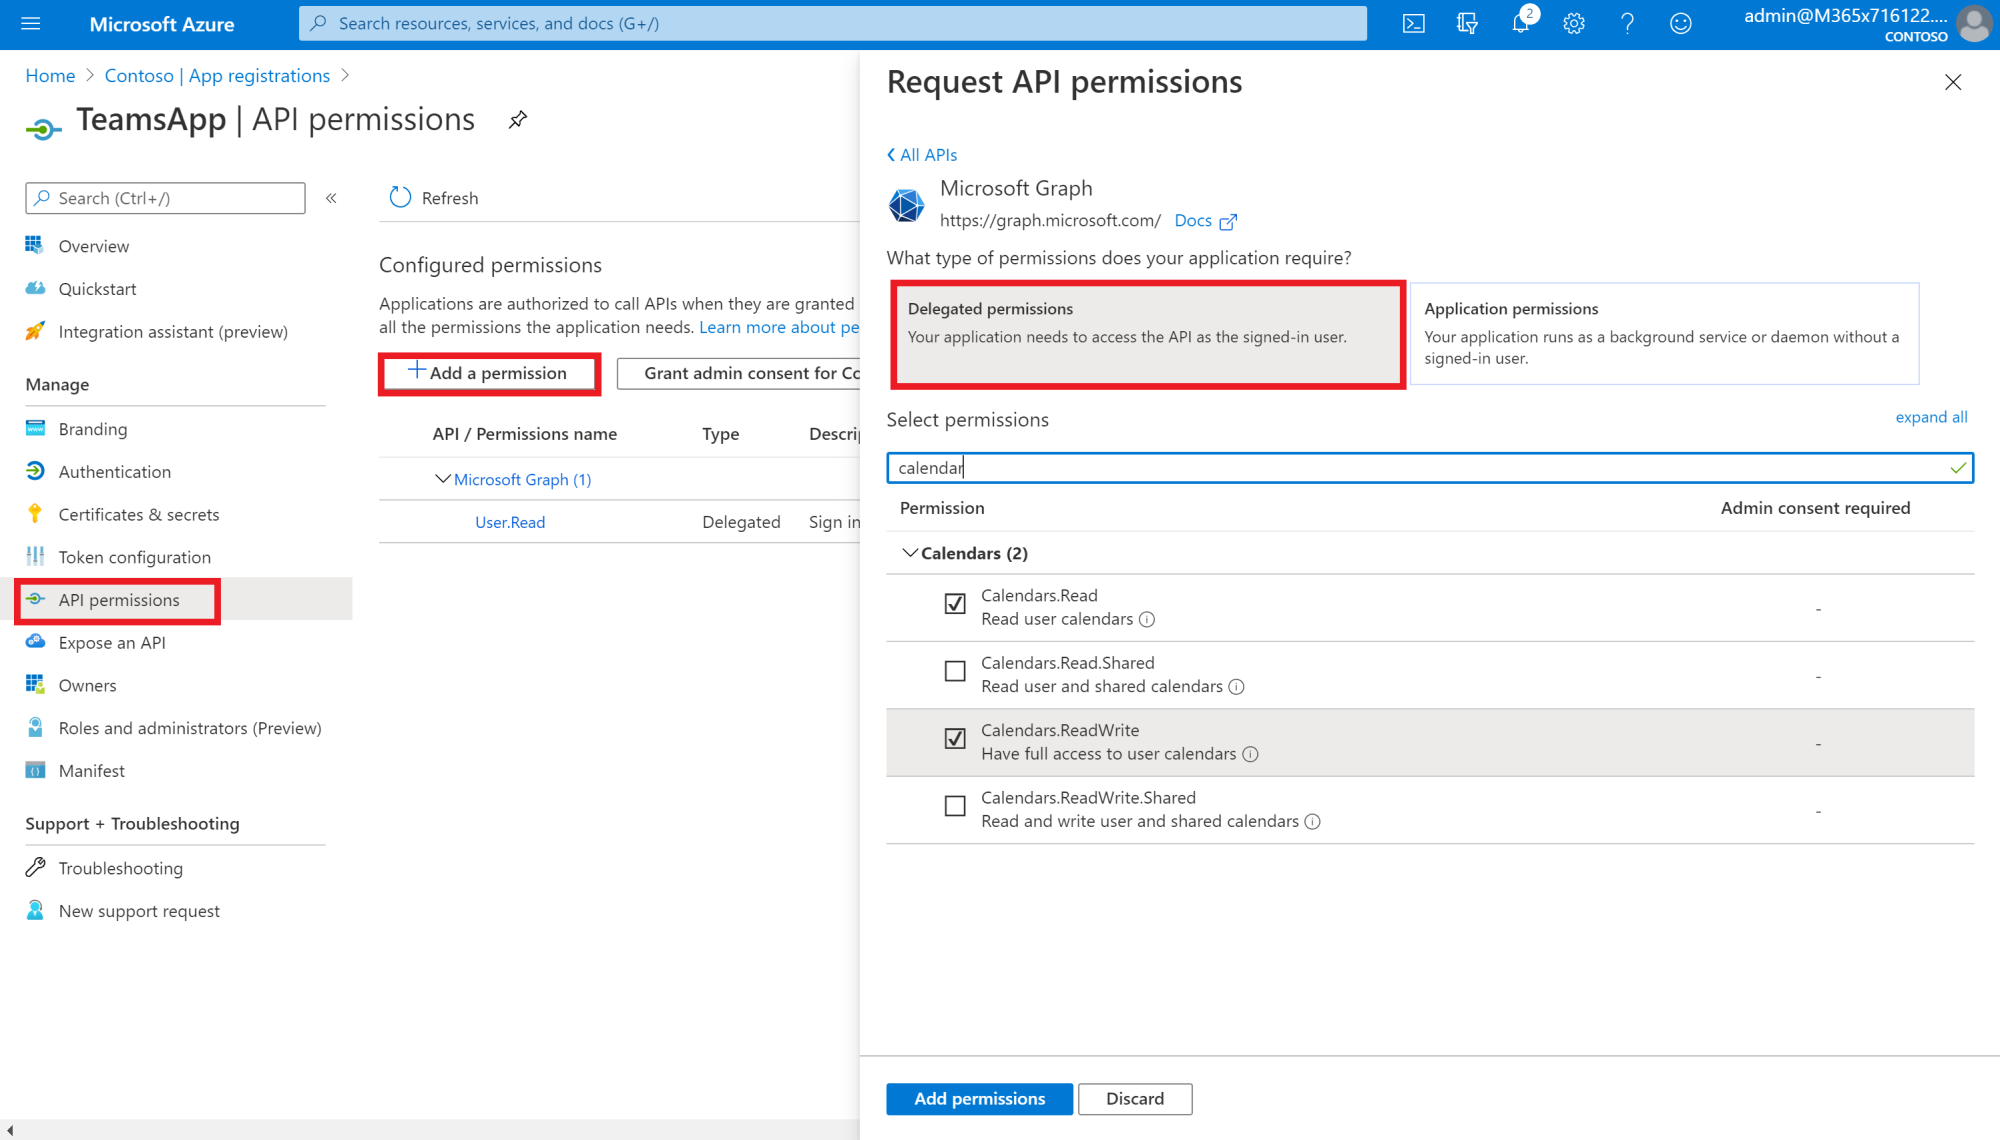 Microsoft Azure
Search resources, services, and docs (G+/)
2
admin@M365x716122....
CONTOSO
Home > Contoso | App registrations >
TeamsApp | API permissions
Search (Ctrl+/)
«
Overview
Quickstart
Integration assistant (preview)
Manage
Branding
Authentication
Certificates & secrets
Token configuration
API permissions
Expose an API
Owners
Roles and administrators (Preview)
Manifest
Support + Troubleshooting
Troubleshooting
New support request
Refresh
Configured permissions
Applications are authorized to call APIs when they are granted
all the permissions the application needs. Learn more about pe
+ Add a permission
Grant admin consent for Co
API / Permissions name Type Descrip
Microsoft Graph (1)
User.Read Delegated Sign in
Request API permissions
All APIs
Microsoft Graph
https://graph.microsoft.com/ Docs
What type of permissions does your application require?
Delegated permissions
Your application needs to access the API as the signed-in user.
Application permissions
Your application runs as a background service or daemon without a
signed-in user.
Select permissions
expand all
calendar
Permission Admin consent required
Calendars (2)
Calendars.Read
Read user calendars
-
Calendars.Read.Shared
Read user and shared calendars
-
Calendars.ReadWrite
Have full access to user calendars
-
Calendars.ReadWrite.Shared
Read and write user and shared calendars
-
Add permissions
Discard